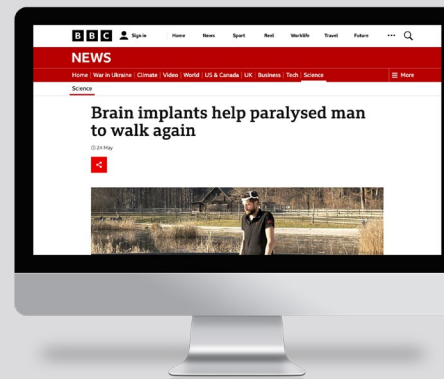 BBC Sign in Home News Sport Reel Worklife Travel Future ...
NEWS
Home War in Ukraine Climate Video World US & Canada UK Business Tech Science More
Science
Brain implants help paralysed man
to walk again
24 May